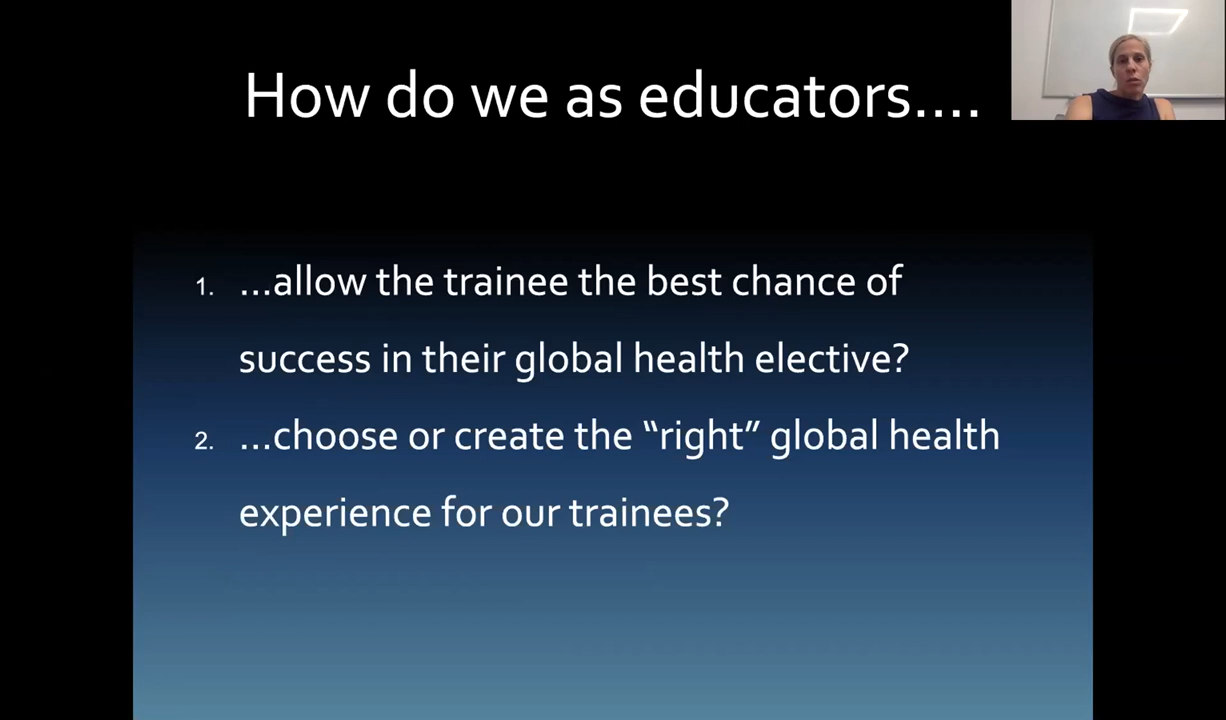 How do we as educators....
1. ...allow the trainee the best chance of
success in their global health elective?
2. ...choose or create the “right” global health
experience for our trainees?